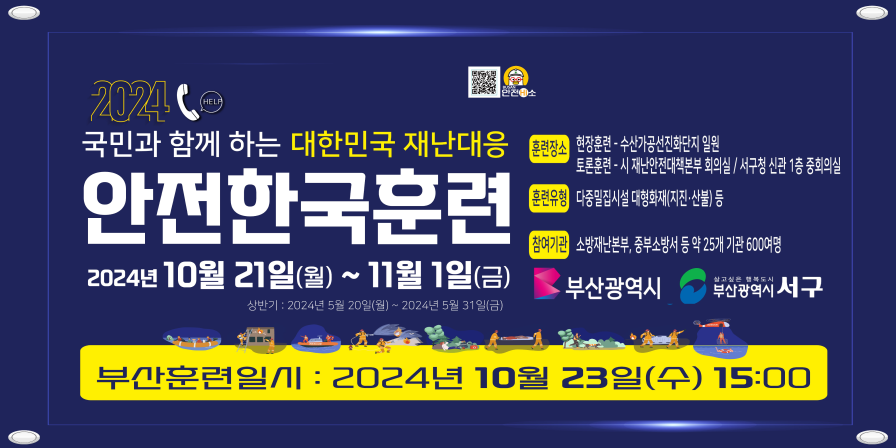 2024
HELP
안전해소
국민과 함께 하는 대한민국 재난대응
안전한국훈련
2024년 10월 21일(월) ~ 11월 1일(금)
상반기 : 2024년 5월 20일(월) ~ 2024년 5월 31일(금)
훈련장소 현장훈련 - 수산가공선진화단지 일원
토론훈련 - 시 재난안전대책본부 회의실 / 서구청 신관 1층 중회의실
훈련유형 다중밀집시설 대형화재(지진·산불) 등
참여기관 소방재난본부, 중부소방서 등 약 25개 기관 600여명
부산광역시
살고싶은 행복도시
부산광역시 서구
부산훈련일시 : 2024년 10월 23일(수) 15:00